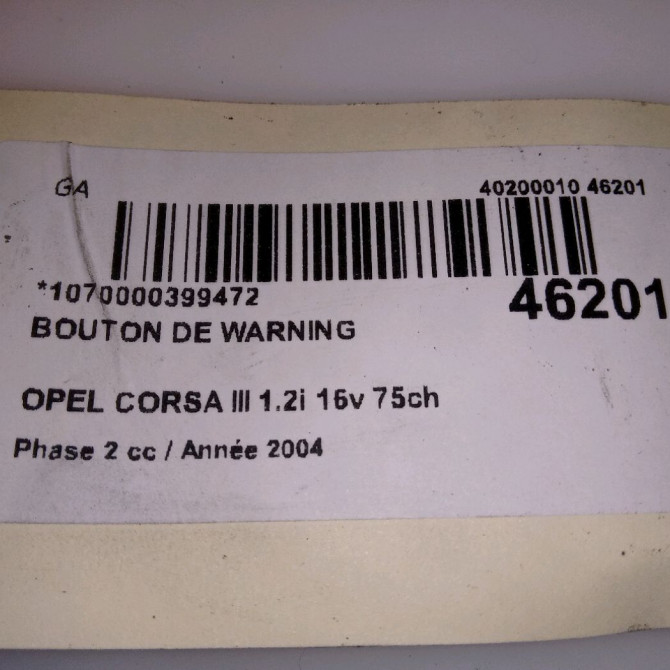 GA 40200010 46201
*1070000399472 46201
BOUTON DE WARNING
OPEL CORSA III 1.2i 16v 75ch
Phase 2 cc / Année 2004